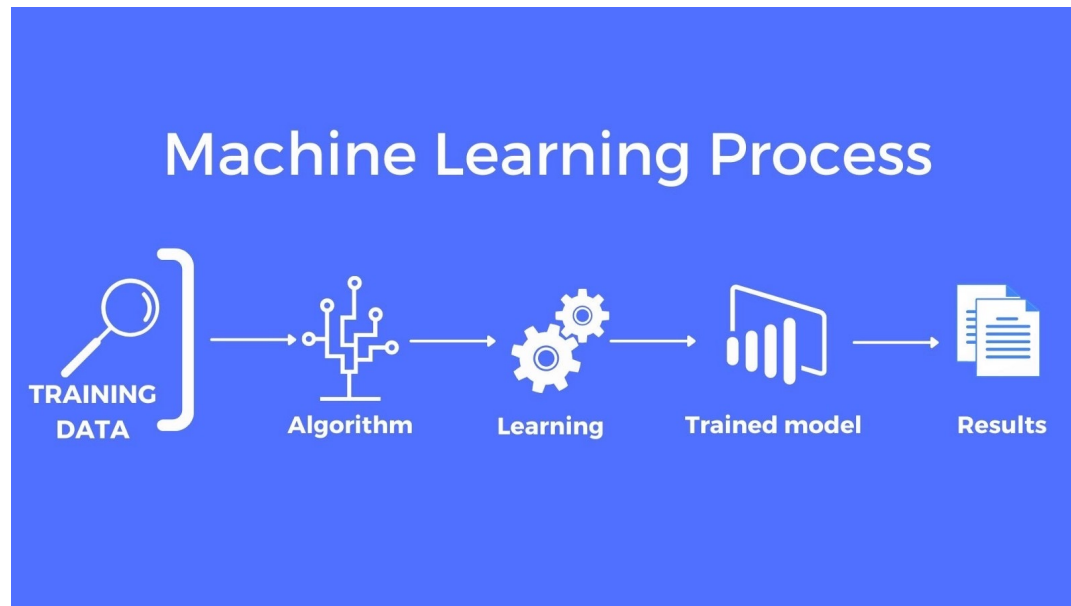 Machine Learning Process
TRAINING
DATA
Algorithm
Learning
Trained model
Results